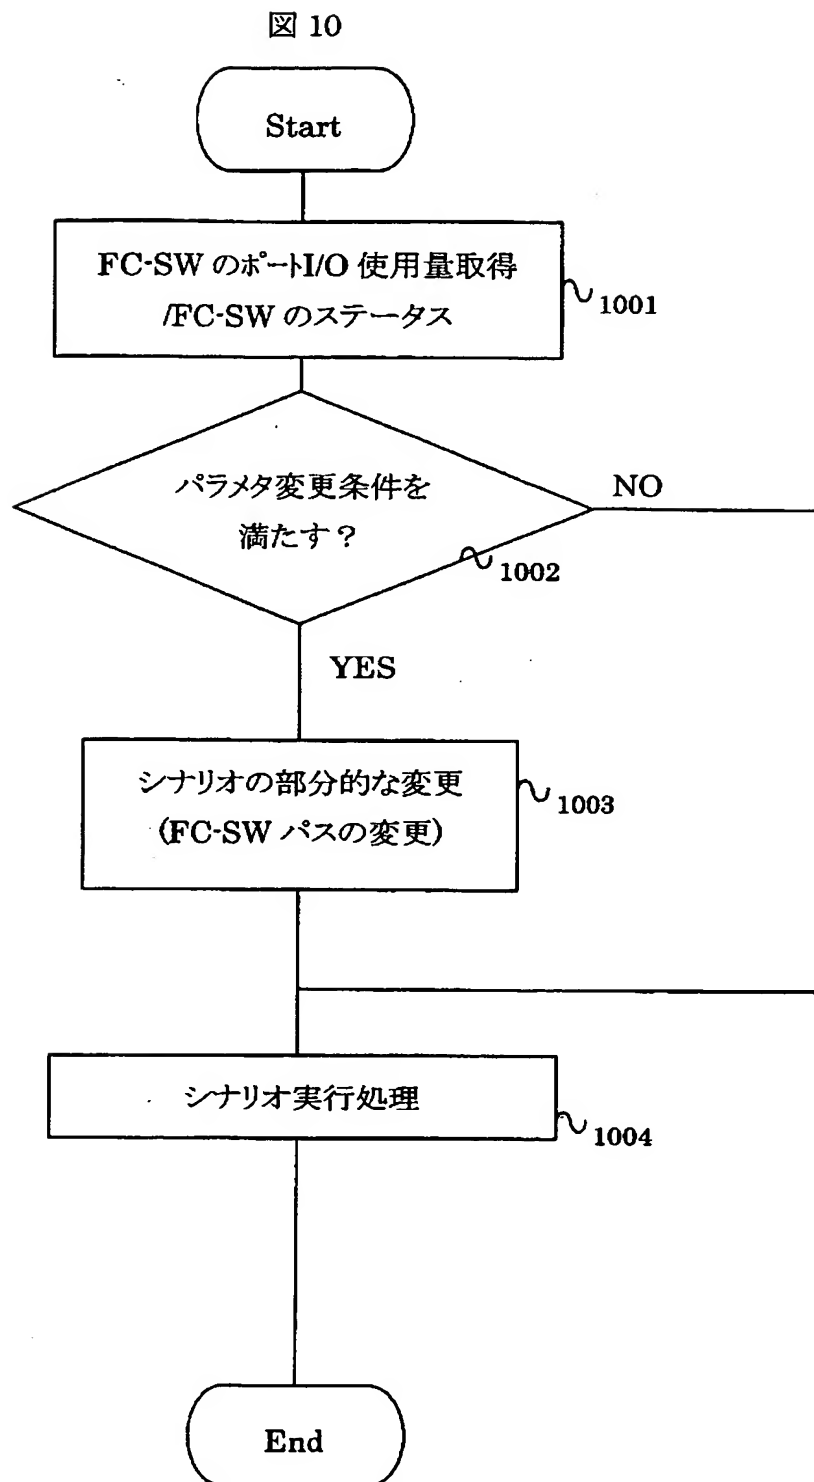 図 10
Start
FC-SW のポートI/O 使用量取得
/FC-SW のステータス
1001
パラメタ変更条件を
満たす？
NO
1002
YES
シナリオの部分的な変更
(FC-SW パスの変更)
1003
シナリオ実行処理
1004
End